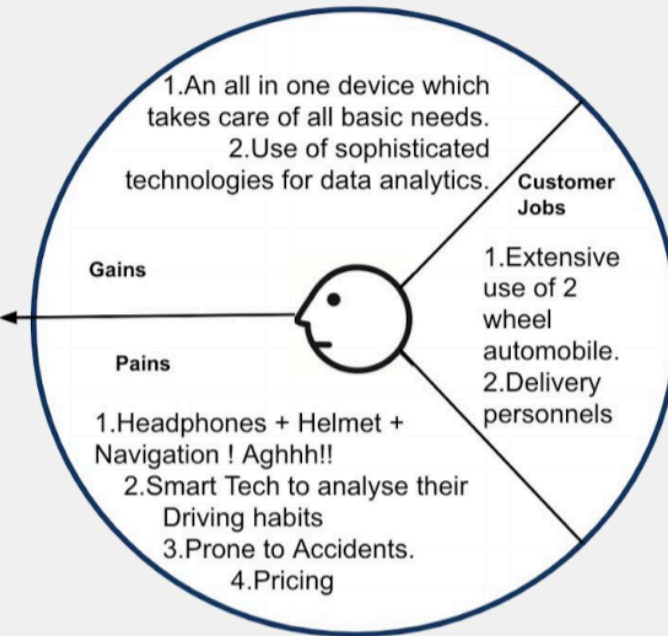 1.An all in one device which
takes care of all basic needs.
2.Use of sophisticated
technologies for data analytics.
Customer
Jobs
1.Extensive
use of 2
wheel
automobile.
2.Delivery
personnels
Gains
Pains
1.Headphones + Helmet +
Navigation ! Aghhh!!
2.Smart Tech to analyse their
Driving habits
3.Prone to Accidents.
4.Pricing